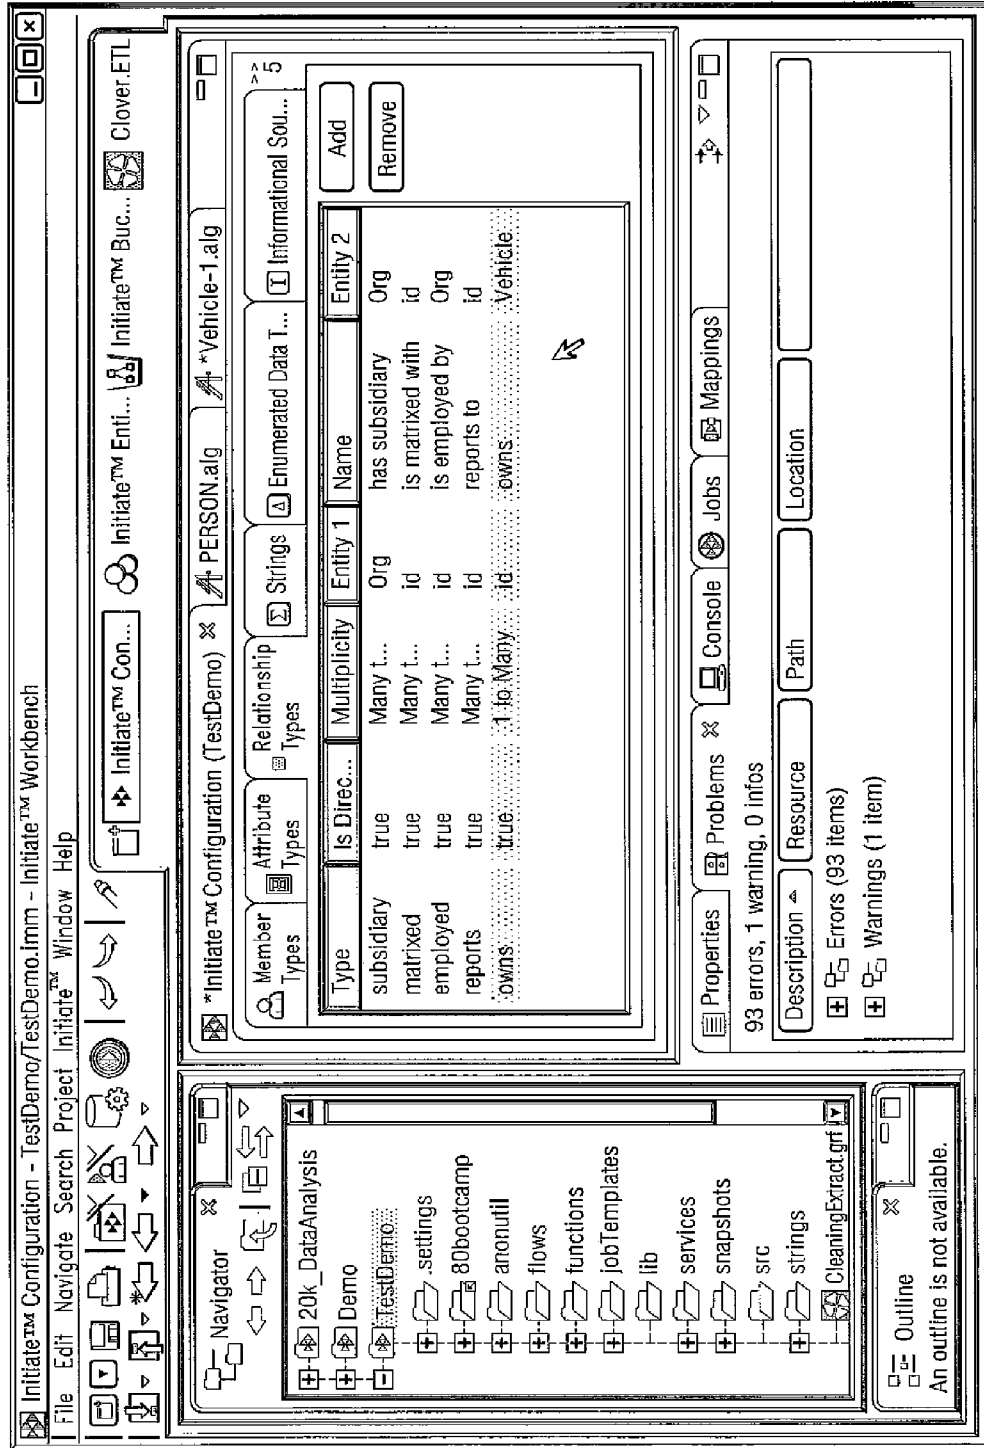 Initiate™ Configuration - TestDemo/TestDemo.imm - Initiate™ Workbench
File Edit Navigate Search Project Initiate™ Window Help
Initiate™ Con... Initiate™ Enti... Initiate™ Buc... Clover.ETL
Navigator
20k_DataAnalysis
Demo
TestDemo
.settings
80bootcamp
anonutil
flows
functions
jobTemplates
lib
services
snapshots
src
strings
CleaningExtract.grf
Outline
An outline is not available.
*Initiate™ Configuration (TestDemo) PERSON.alg *Vehicle-1.alg
Member Types Attribute Types Relationship Types Strings Enumerated Data T... Informational Sou... >>5
Type Is Direc... Multiplicity Entity 1 Name Entity 2
subsidiary true Many t... Org has subsidiary Org
matrixed true Many t... id is matrixed with id
employed true Many t... id is employed by Org
reports true Many t... id reports to id
owns true 1 to Many id owns Vehicle
Add
Remove
Properties Problems Console Jobs Mappings
93 errors, 1 warning, 0 infos
Description Resource Path Location
Errors (93 items)
Warnings (1 item)